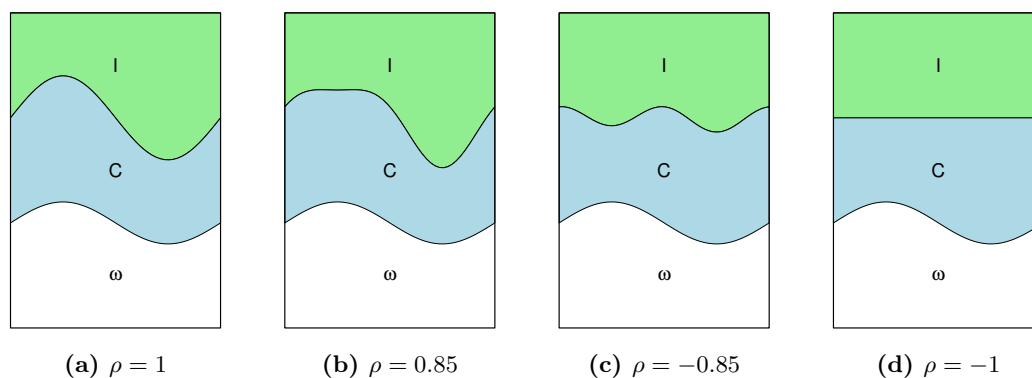 I I I I
C C C C
ω ω ω ω
(a) ρ = 1 (b) ρ = 0.85 (c) ρ = −0.85 (d) ρ = −1